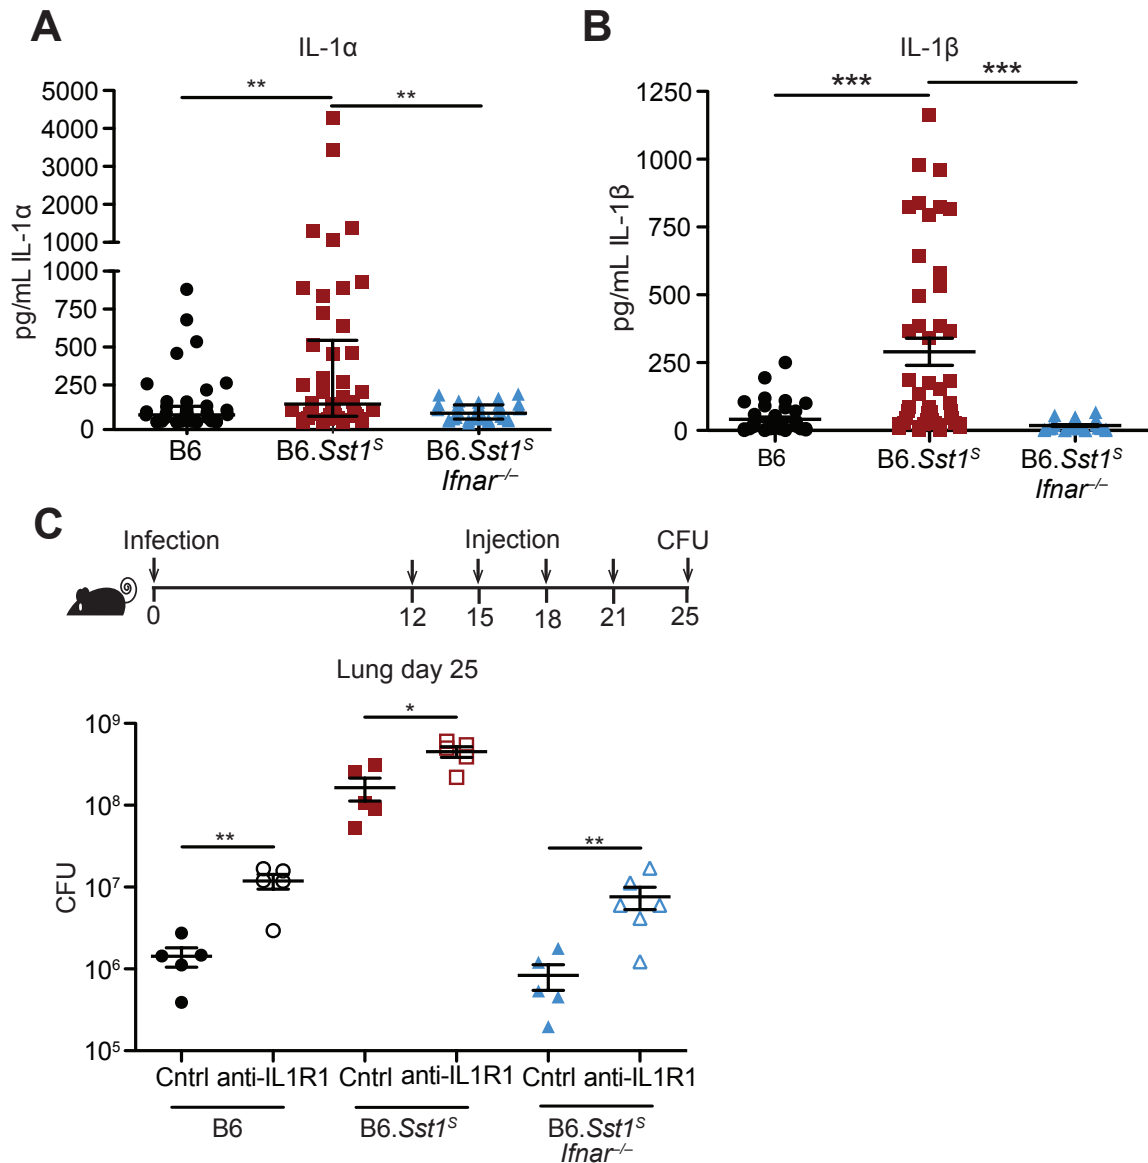 A
IL-1α
**
**
pg/mL IL-1α
5000
4000
3000
2000
1000
1000
750
500
250
0
B6
B6.Sst1ˢ
B6.Sst1ˢ
Ifnar⁻/⁻
B
IL-1β
***
***
pg/mL IL-1β
1250
1000
750
500
250
0
B6
B6.Sst1ˢ
B6.Sst1ˢ
Ifnar⁻/⁻
C
Infection
Injection
CFU
0
12
15
18
21
25
Lung day 25
CFU
10⁹
10⁸
10⁷
10⁶
10⁵
**
*
**
Cntrl anti-IL1R1 Cntrl anti-IL1R1 Cntrl anti-IL1R1
B6
B6.Sst1ˢ
B6.Sst1ˢ
Ifnar⁻/⁻